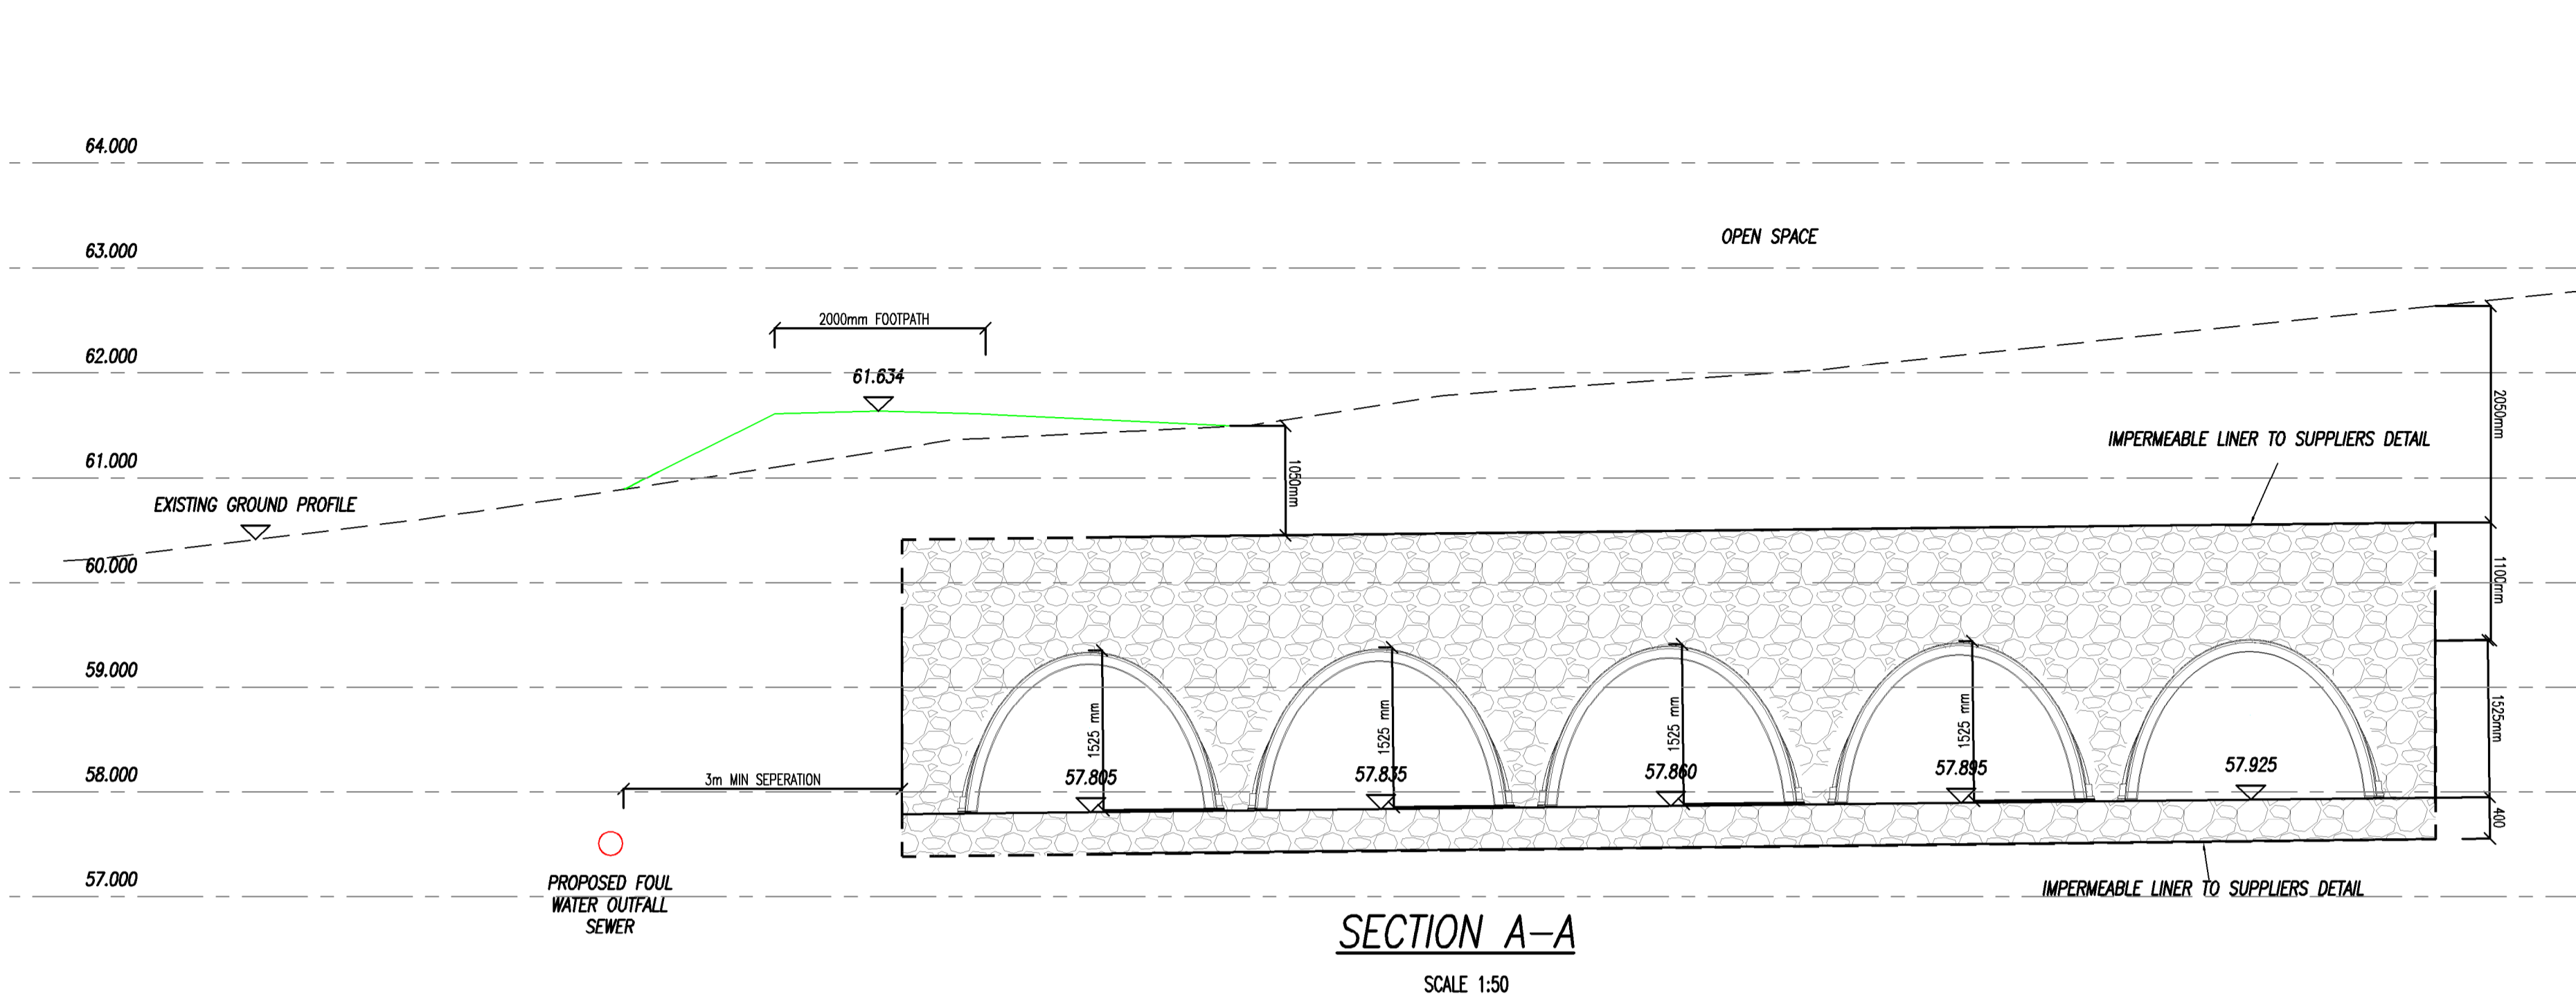 64.000
63.000
OPEN SPACE
2000mm FOOTPATH
62.000
61.634
2050mm
IMPERMEABLE LINER TO SUPPLIERS DETAIL
61.000
1050mm
EXISTING GROUND PROFILE
60.000
1100mm
59.000
1525 mm
1525 mm
1525 mm
1525 mm
1525mm
58.000
3m MIN SEPERATION
57.805
57.835
57.860
57.895
57.925
400
57.000
PROPOSED FOUL
WATER OUTFALL
SEWER
IMPERMEABLE LINER TO SUPPLIERS DETAIL
SECTION A-A
SCALE 1:50